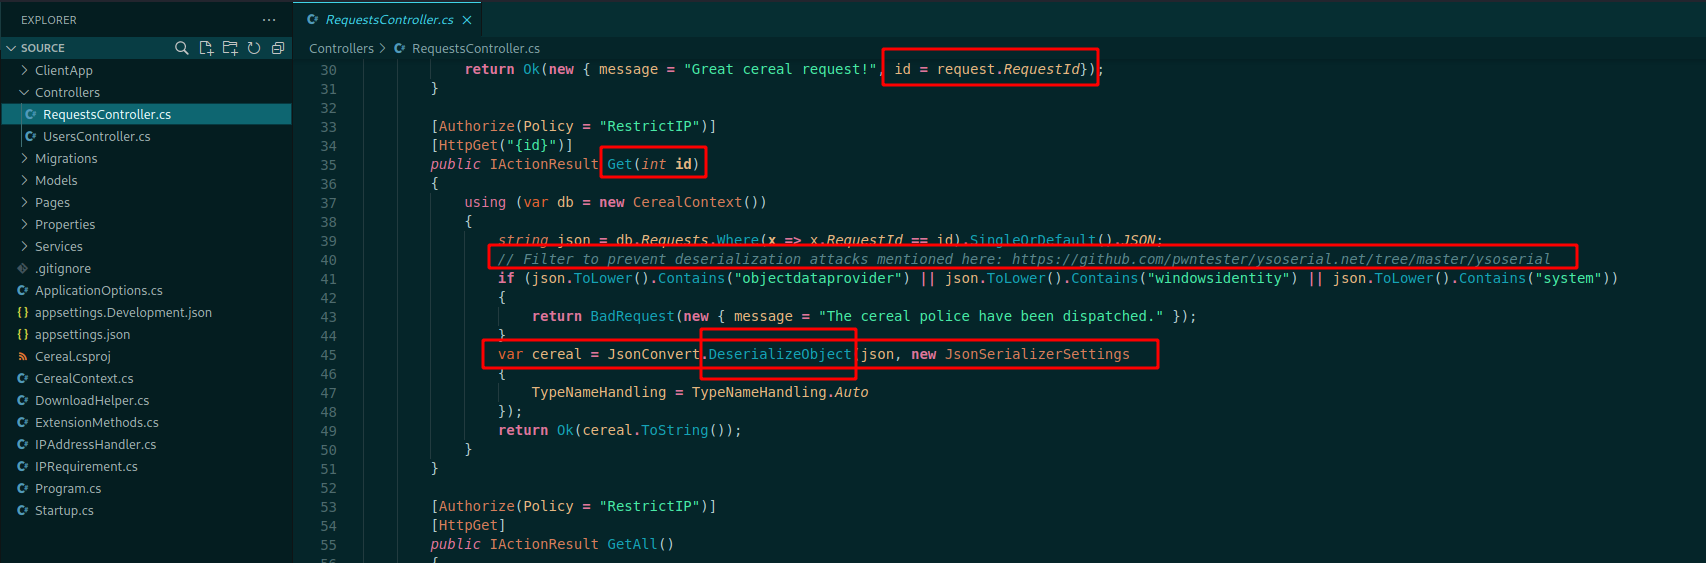 EXPLORER ···
SOURCE
ClientApp
Controllers
RequestsController.cs
UsersController.cs
Migrations
Models
Pages
Properties
Services
.gitignore
ApplicationOptions.cs
appsettings.Development.json
appsettings.json
Cereal.csproj
CerealContext.cs
DownloadHelper.cs
ExtensionMethods.cs
IPAddressHandler.cs
IPRequirement.cs
Program.cs
Startup.cs
RequestsController.cs
Controllers > RequestsController.cs
30 return Ok(new { message = "Great cereal request!", id = request.RequestId});
31 }
32
33 [Authorize(Policy = "RestrictIP")]
34 [HttpGet("{id}")]
35 public IActionResult Get(int id)
36 {
37 using (var db = new CerealContext())
38 {
39 string json = db.Requests.Where(x => x.RequestId == id).SingleOrDefault().JSON;
40 // Filter to prevent deserialization attacks mentioned here: https://github.com/pwntester/ysoserial.net/tree/master/ysoserial
41 if (json.ToLower().Contains("objectdataprovider") || json.ToLower().Contains("windowsidentity") || json.ToLower().Contains("system"))
42 {
43 return BadRequest(new { message = "The cereal police have been dispatched." });
44 }
45 var cereal = JsonConvert.DeserializeObject(json, new JsonSerializerSettings
46 {
47 TypeNameHandling = TypeNameHandling.Auto
48 });
49 return Ok(cereal.ToString());
50 }
51 }
52
53 [Authorize(Policy = "RestrictIP")]
54 [HttpGet]
55 public IActionResult GetAll()
56 {